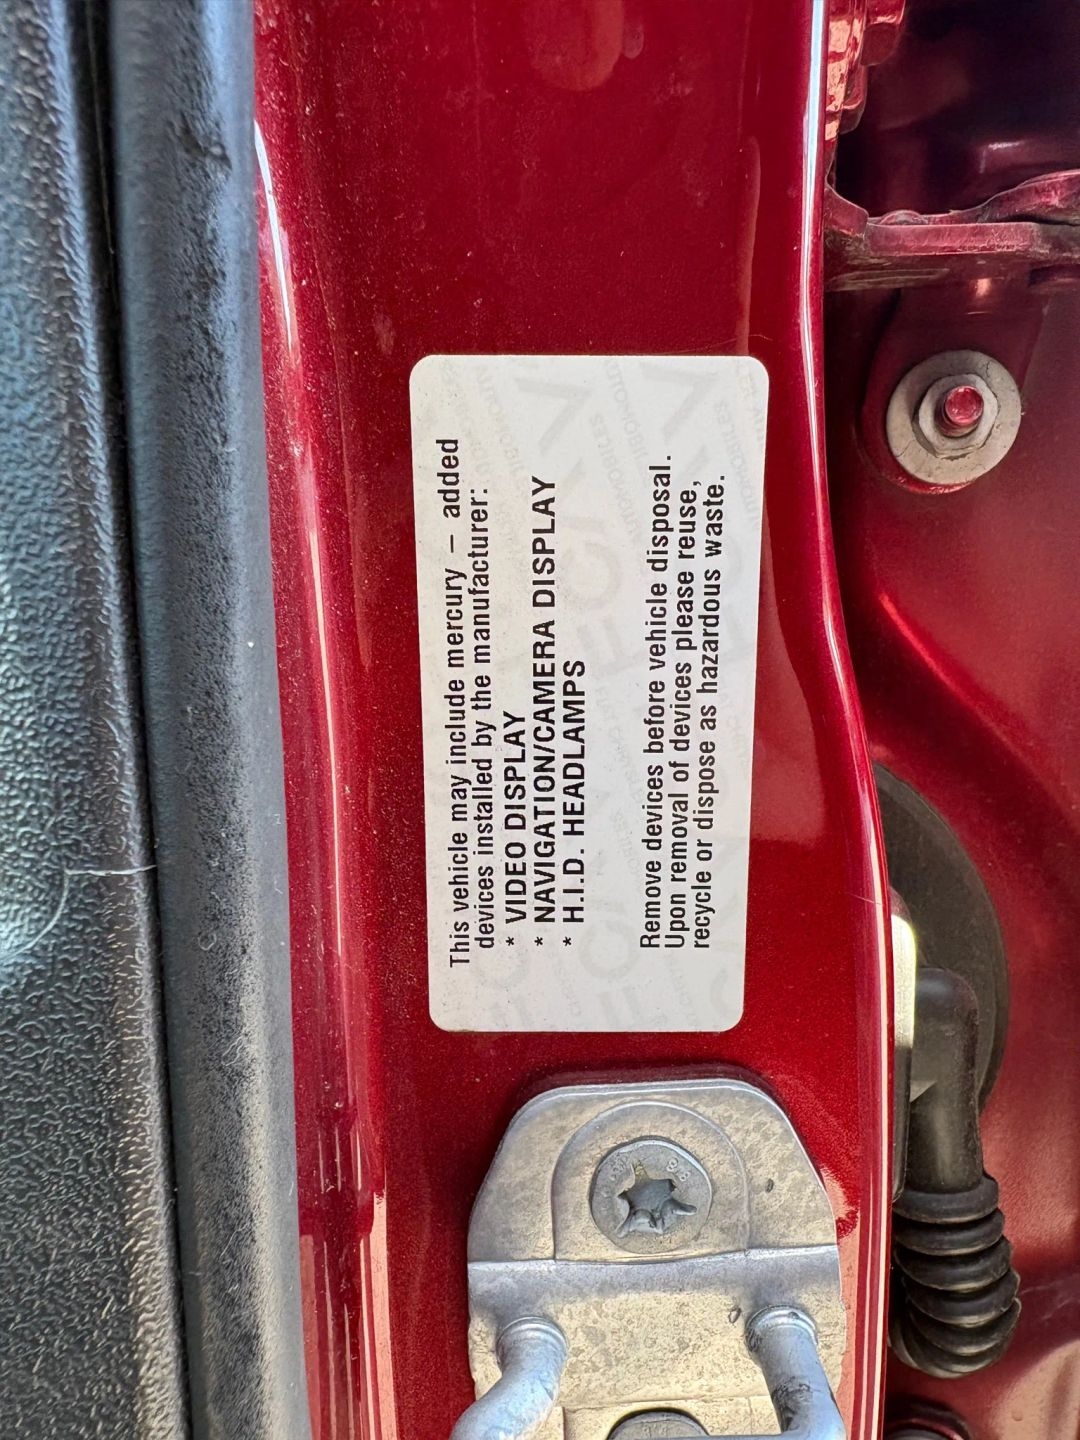 This vehicle may include mercury – added
devices installed by the manufacturer:
* VIDEO DISPLAY
* NAVIGATION/CAMERA DISPLAY
* H.I.D. HEADLAMPS
Remove devices before vehicle disposal.
Upon removal of devices please reuse,
recycle or dispose as hazardous waste.